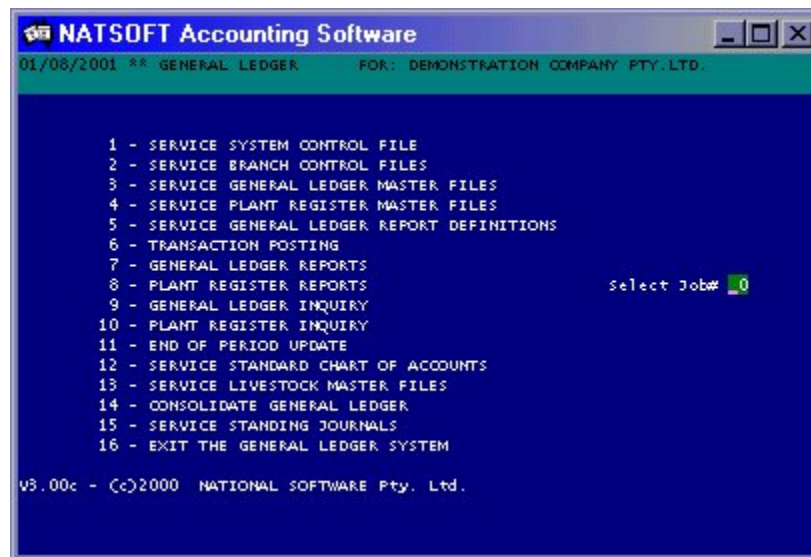 NATSOFT Accounting Software
01/08/2001 ** GENERAL LEDGER FOR: DEMONSTRATION COMPANY PTY.LTD.
1 - SERVICE SYSTEM CONTROL FILE
2 - SERVICE BRANCH CONTROL FILES
3 - SERVICE GENERAL LEDGER MASTER FILES
4 - SERVICE PLANT REGISTER MASTER FILES
5 - SERVICE GENERAL LEDGER REPORT DEFINITIONS
6 - TRANSACTION POSTING
7 - GENERAL LEDGER REPORTS
8 - PLANT REGISTER REPORTS Select Job# 0
9 - GENERAL LEDGER INQUIRY
10 - PLANT REGISTER INQUIRY
11 - END OF PERIOD UPDATE
12 - SERVICE STANDARD CHART OF ACCOUNTS
13 - SERVICE LIVESTOCK MASTER FILES
14 - CONSOLIDATE GENERAL LEDGER
15 - SERVICE STANDING JOURNALS
16 - EXIT THE GENERAL LEDGER SYSTEM
V3.00c - (c)2000 NATIONAL SOFTWARE Pty. Ltd.